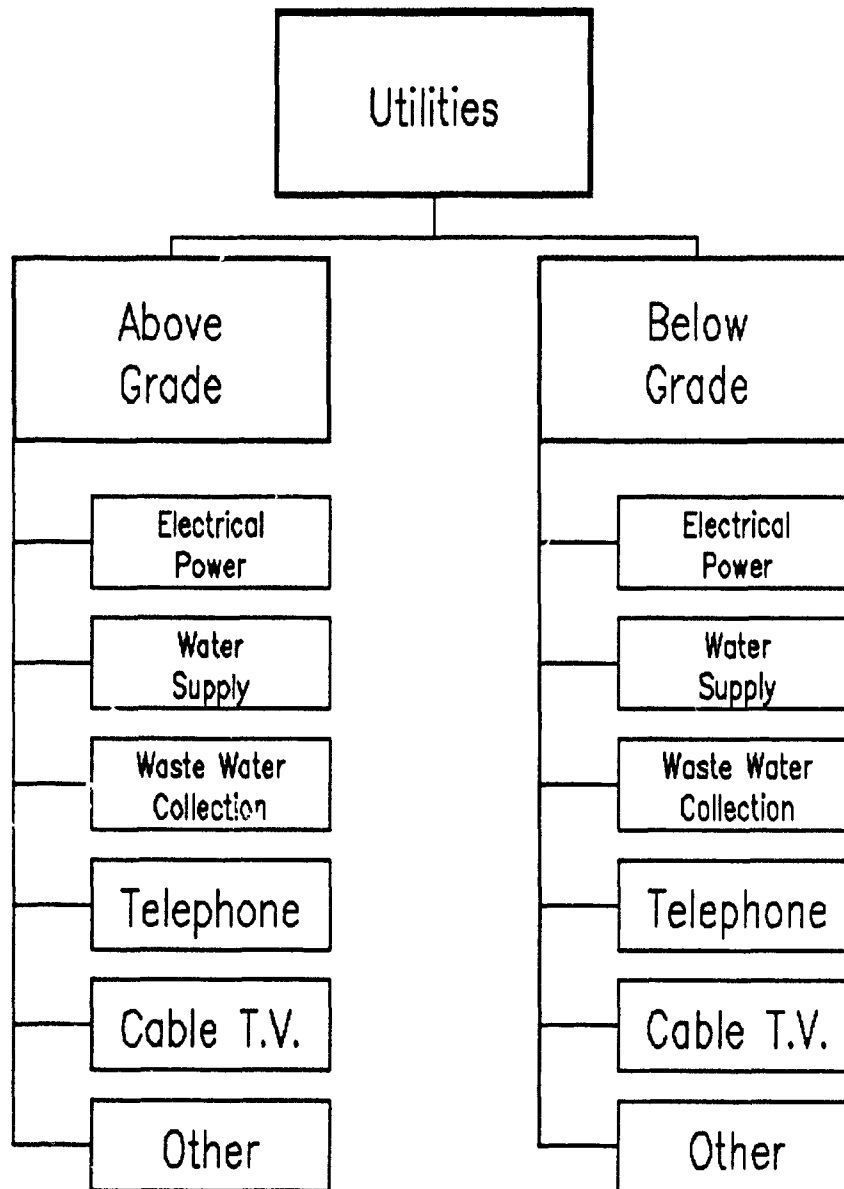 Utilities
Above
Grade
Electrical
Power
Water
Supply
Waste Water
Collection
Telephone
Cable T.V.
Other
Below
Grade
Electrical
Power
Water
Supply
Waste Water
Collection
Telephone
Cable T.V.
Other